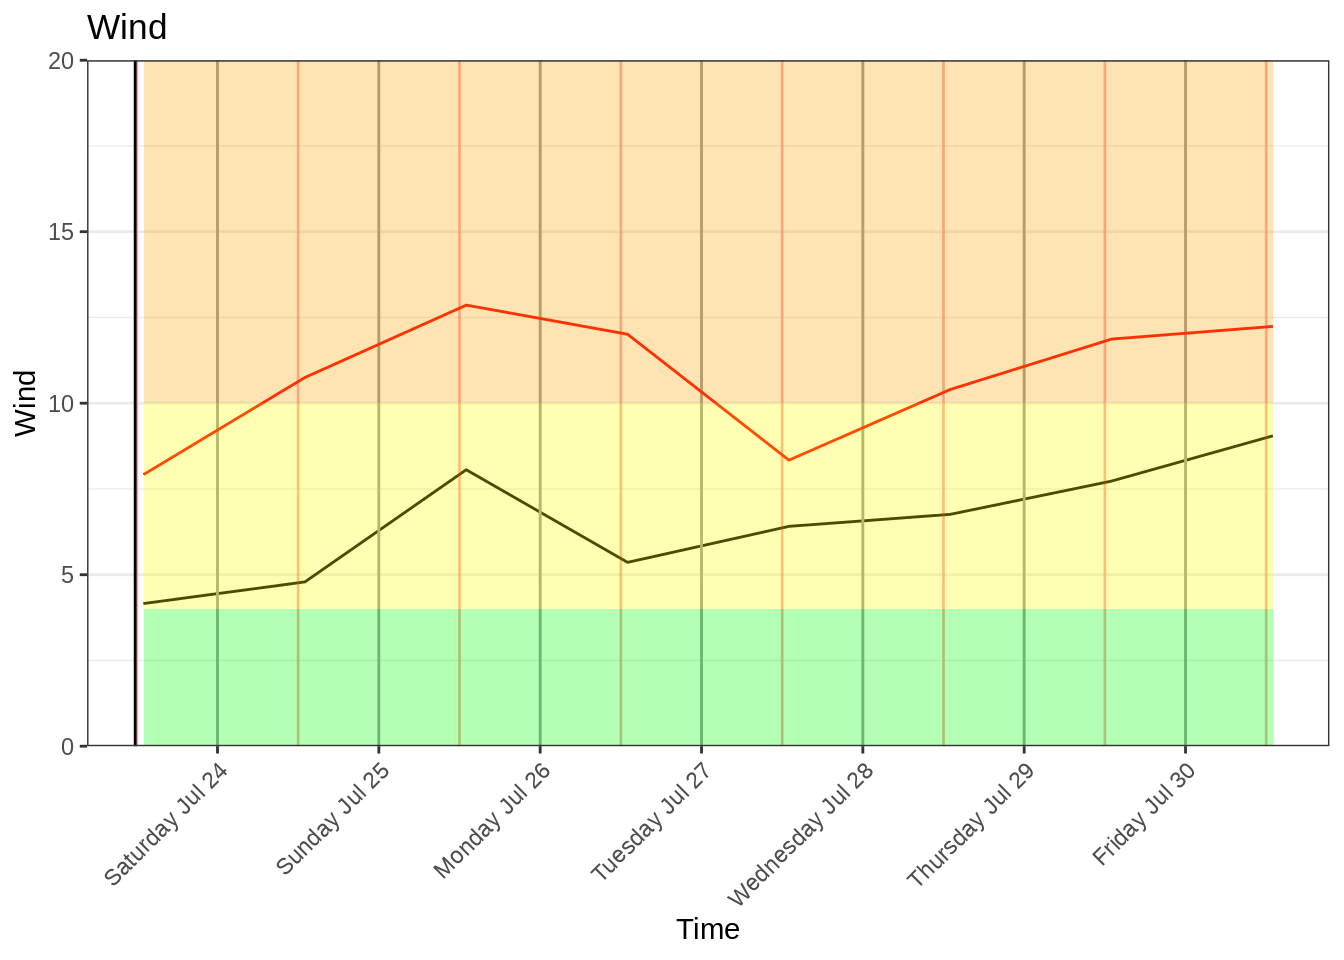 Wind
20
15
10
5
0
Wind
Saturday Jul 24
Sunday Jul 25
Monday Jul 26
Tuesday Jul 27
Wednesday Jul 28
Thursday Jul 29
Friday Jul 30
Time